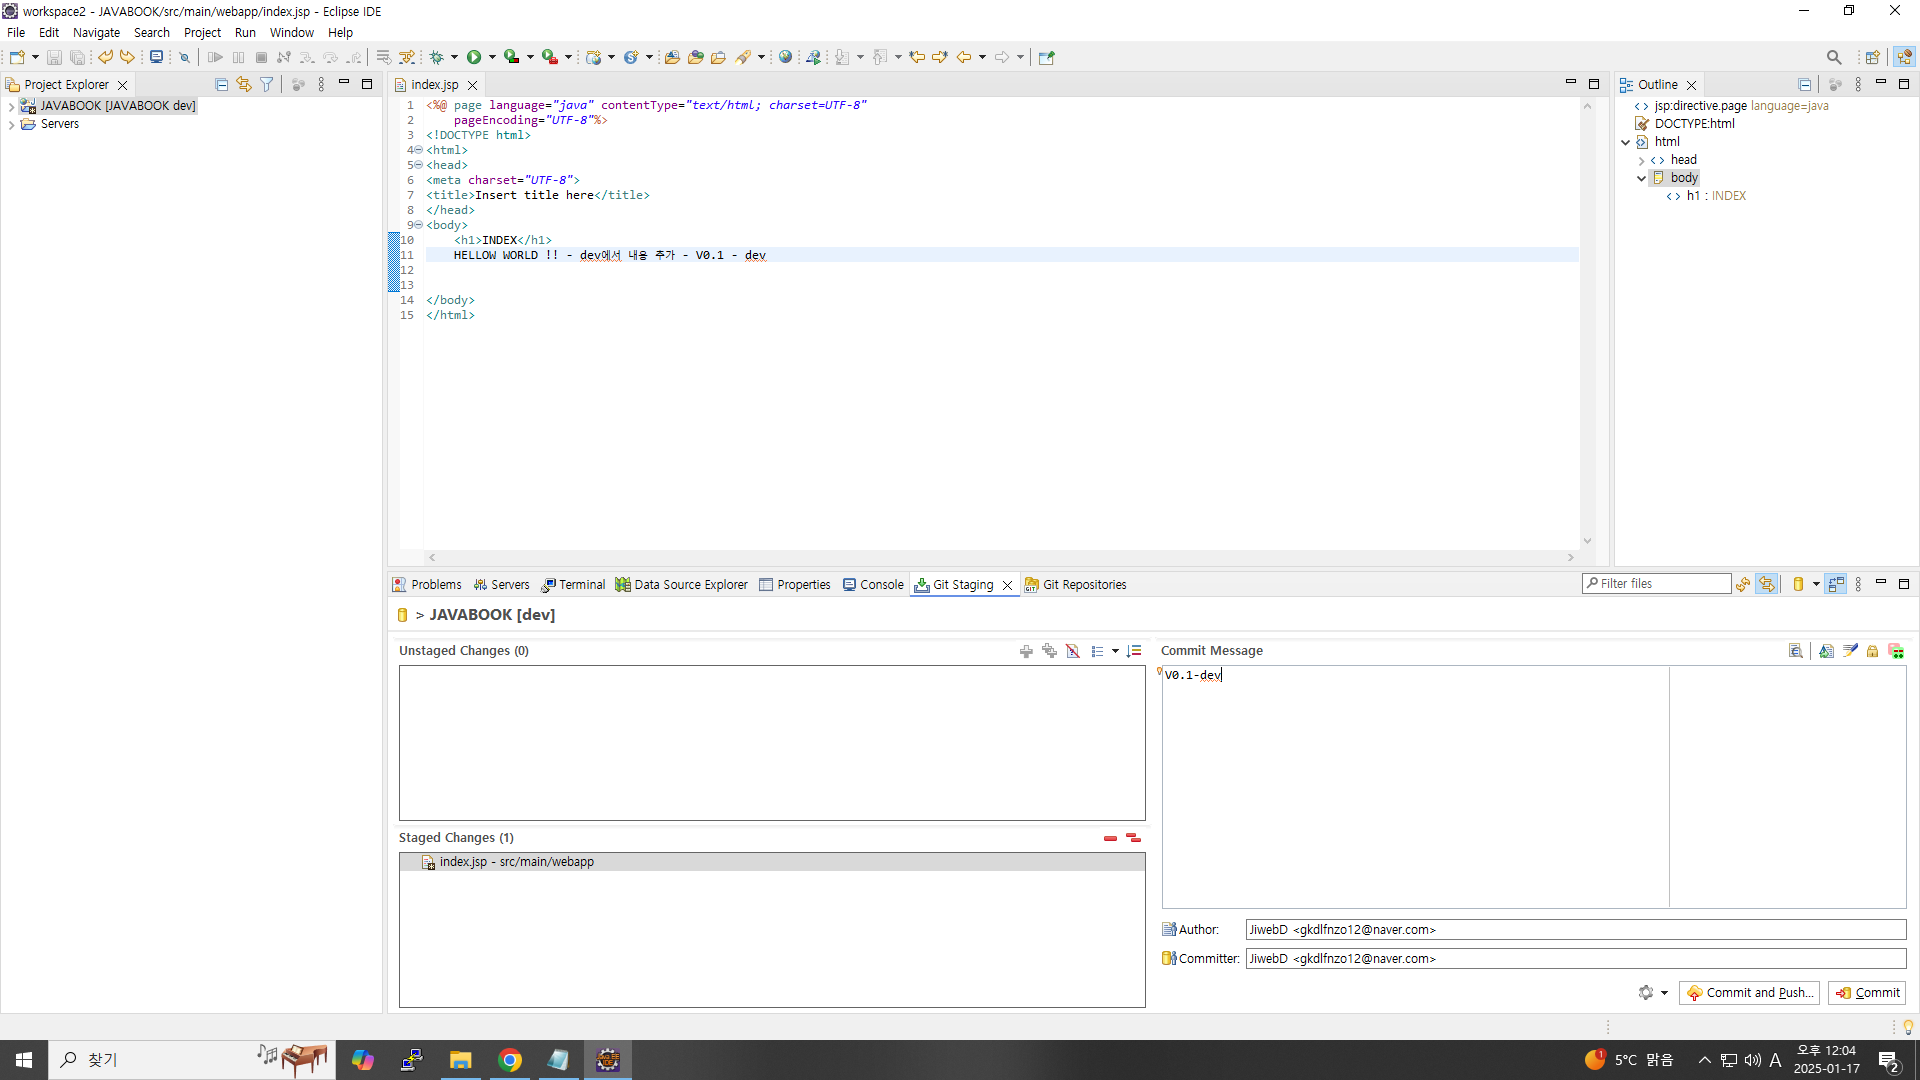 workspace2 - JAVABOOK/src/main/webapp/index.jsp - Eclipse IDE
File Edit Navigate Search Project Run Window Help
Project Explorer
JAVABOOK [JAVABOOK dev]
Servers
index.jsp
1 <%@ page language="java" contentType="text/html; charset=UTF-8"
2 pageEncoding="UTF-8"%>
3 <!DOCTYPE html>
4 <html>
5 <head>
6 <meta charset="UTF-8">
7 <title>Insert title here</title>
8 </head>
9 <body>
10 <h1>INDEX</h1>
11 HELLOW WORLD !! - dev에서 내용 추가 - V0.1 - dev
12
13
14 </body>
15 </html>
Outline
jsp:directive.page language=java
DOCTYPE:html
html
head
body
h1 : INDEX
Problems Servers Terminal Data Source Explorer Properties Console Git Staging Git Repositories
Filter files
> JAVABOOK [dev]
Unstaged Changes (0)
Staged Changes (1)
index.jsp - src/main/webapp
Commit Message
V0.1-dev
Author: JiwebD <gkdlfnzo12@naver.com>
Committer: JiwebD <gkdlfnzo12@naver.com>
Commit and Push... Commit
찾기
1 5°C 맑음 A 오후 12:04
2025-01-17
2